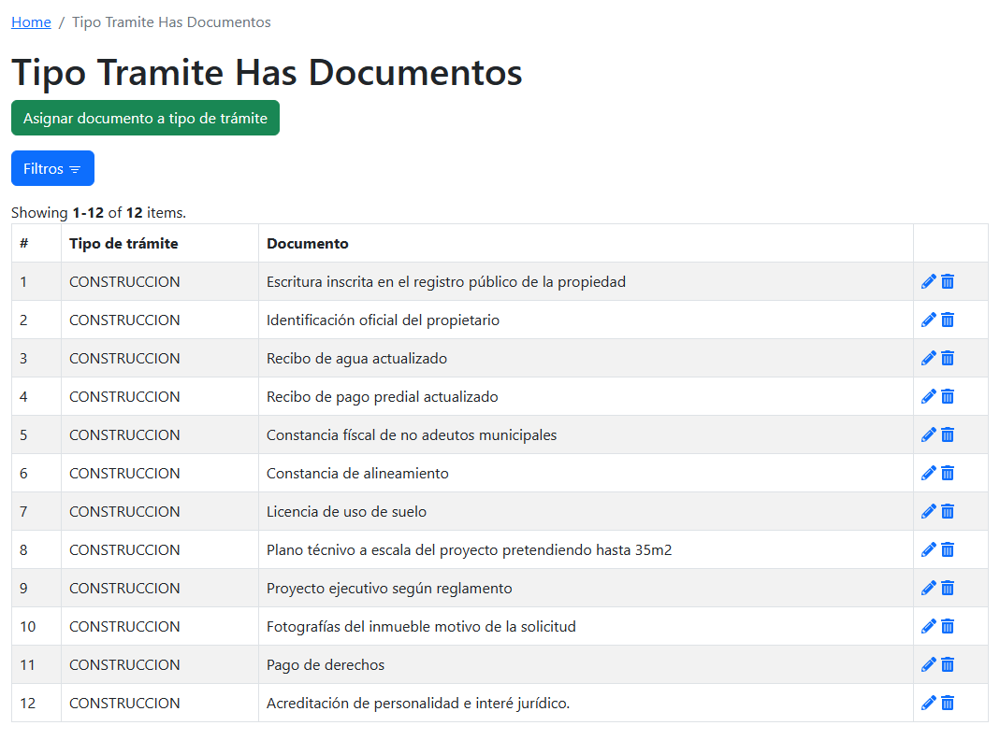 Home / Tipo Tramite Has Documentos
Tipo Tramite Has Documentos
Asignar documento a tipo de trámite
Filtros
Showing 1-12 of 12 items.
# Tipo de trámite Documento
1 CONSTRUCCION Escritura inscrita en el registro público de la propiedad
2 CONSTRUCCION Identificación oficial del propietario
3 CONSTRUCCION Recibo de agua actualizado
4 CONSTRUCCION Recibo de pago predial actualizado
5 CONSTRUCCION Constancia físcal de no adeutos municipales
6 CONSTRUCCION Constancia de alineamiento
7 CONSTRUCCION Licencia de uso de suelo
8 CONSTRUCCION Plano técnivo a escala del proyecto pretendiendo hasta 35m2
9 CONSTRUCCION Proyecto ejecutivo según reglamento
10 CONSTRUCCION Fotografías del inmueble motivo de la solicitud
11 CONSTRUCCION Pago de derechos
12 CONSTRUCCION Acreditación de personalidad e interé jurídico.